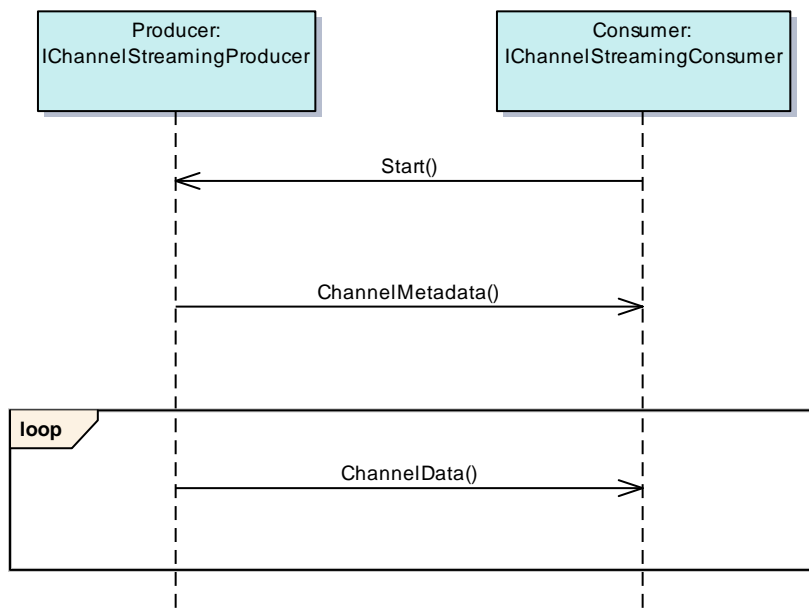 Producer:
IChannelStreamingProducer
Consumer:
IChannelStreamingConsumer
Start()
ChannelMetadata()
loop
ChannelData()